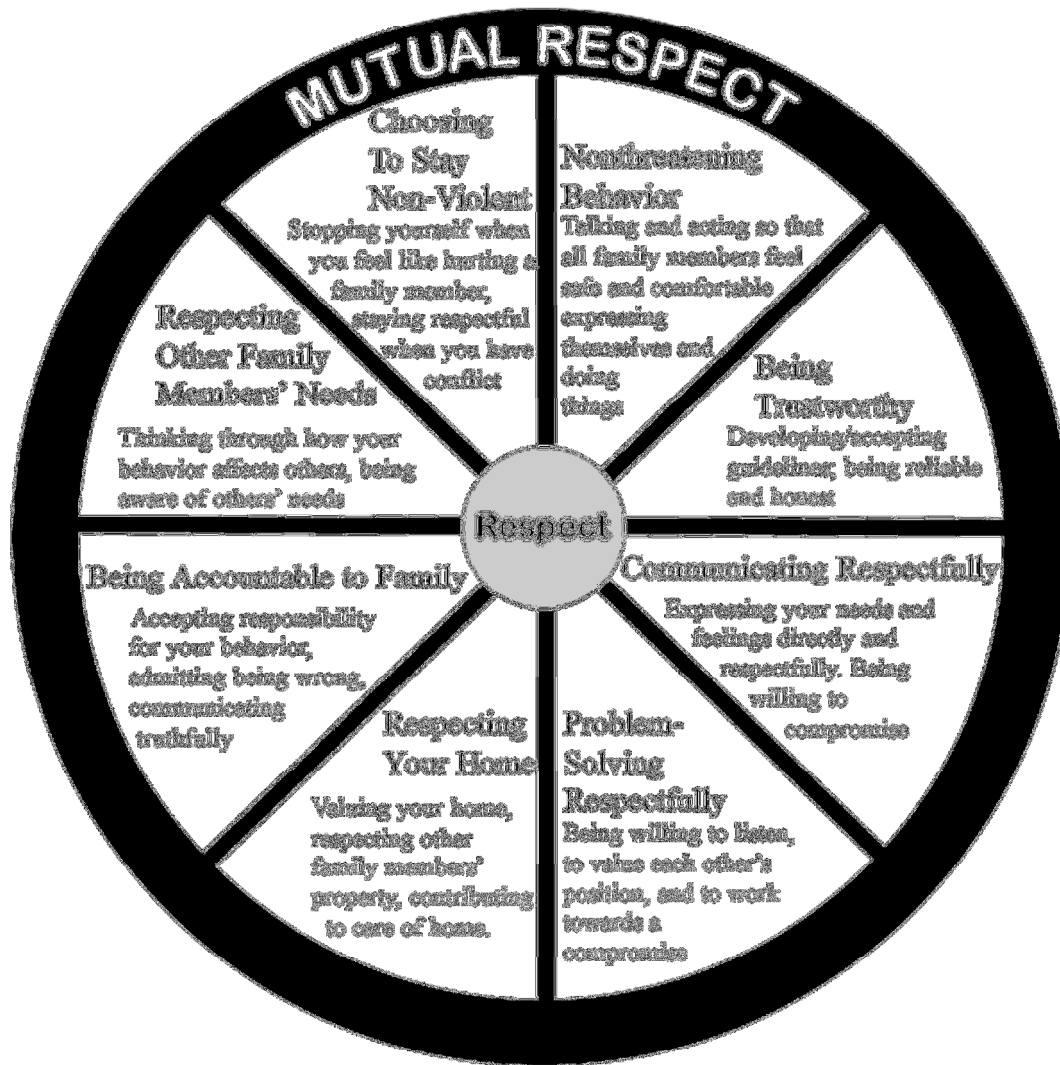 MUTUAL RESPECT
Choosing
To Stay
Non-Violent
Stopping yourself when
you feel like hurting a
family member,
staying respectful
when you have
conflict
Nonthreatening
Behavior
Talking and acting so that
all family members feel
safe and comfortable
expressing
themselves and
doing
things
Being
Trustworthy
Developing/accepting
guidelines; being reliable
and honest
Communicating Respectfully
Expressing your needs and
feelings directly and
respectfully. Being
willing to
compromise
Problem-
Solving
Respectfully
Being willing to listen,
to value each other's
position, and to work
towards a
compromise
Respecting
Your Home
Valuing your home,
respecting other
family members'
property, contributing
to care of home.
Being Accountable to Family
Accepting responsibility
for your behavior,
admitting being wrong,
communicating
truthfully
Respecting
Other Family
Members' Needs
Thinking through how your
behavior affects others, being
aware of others' needs
Respect